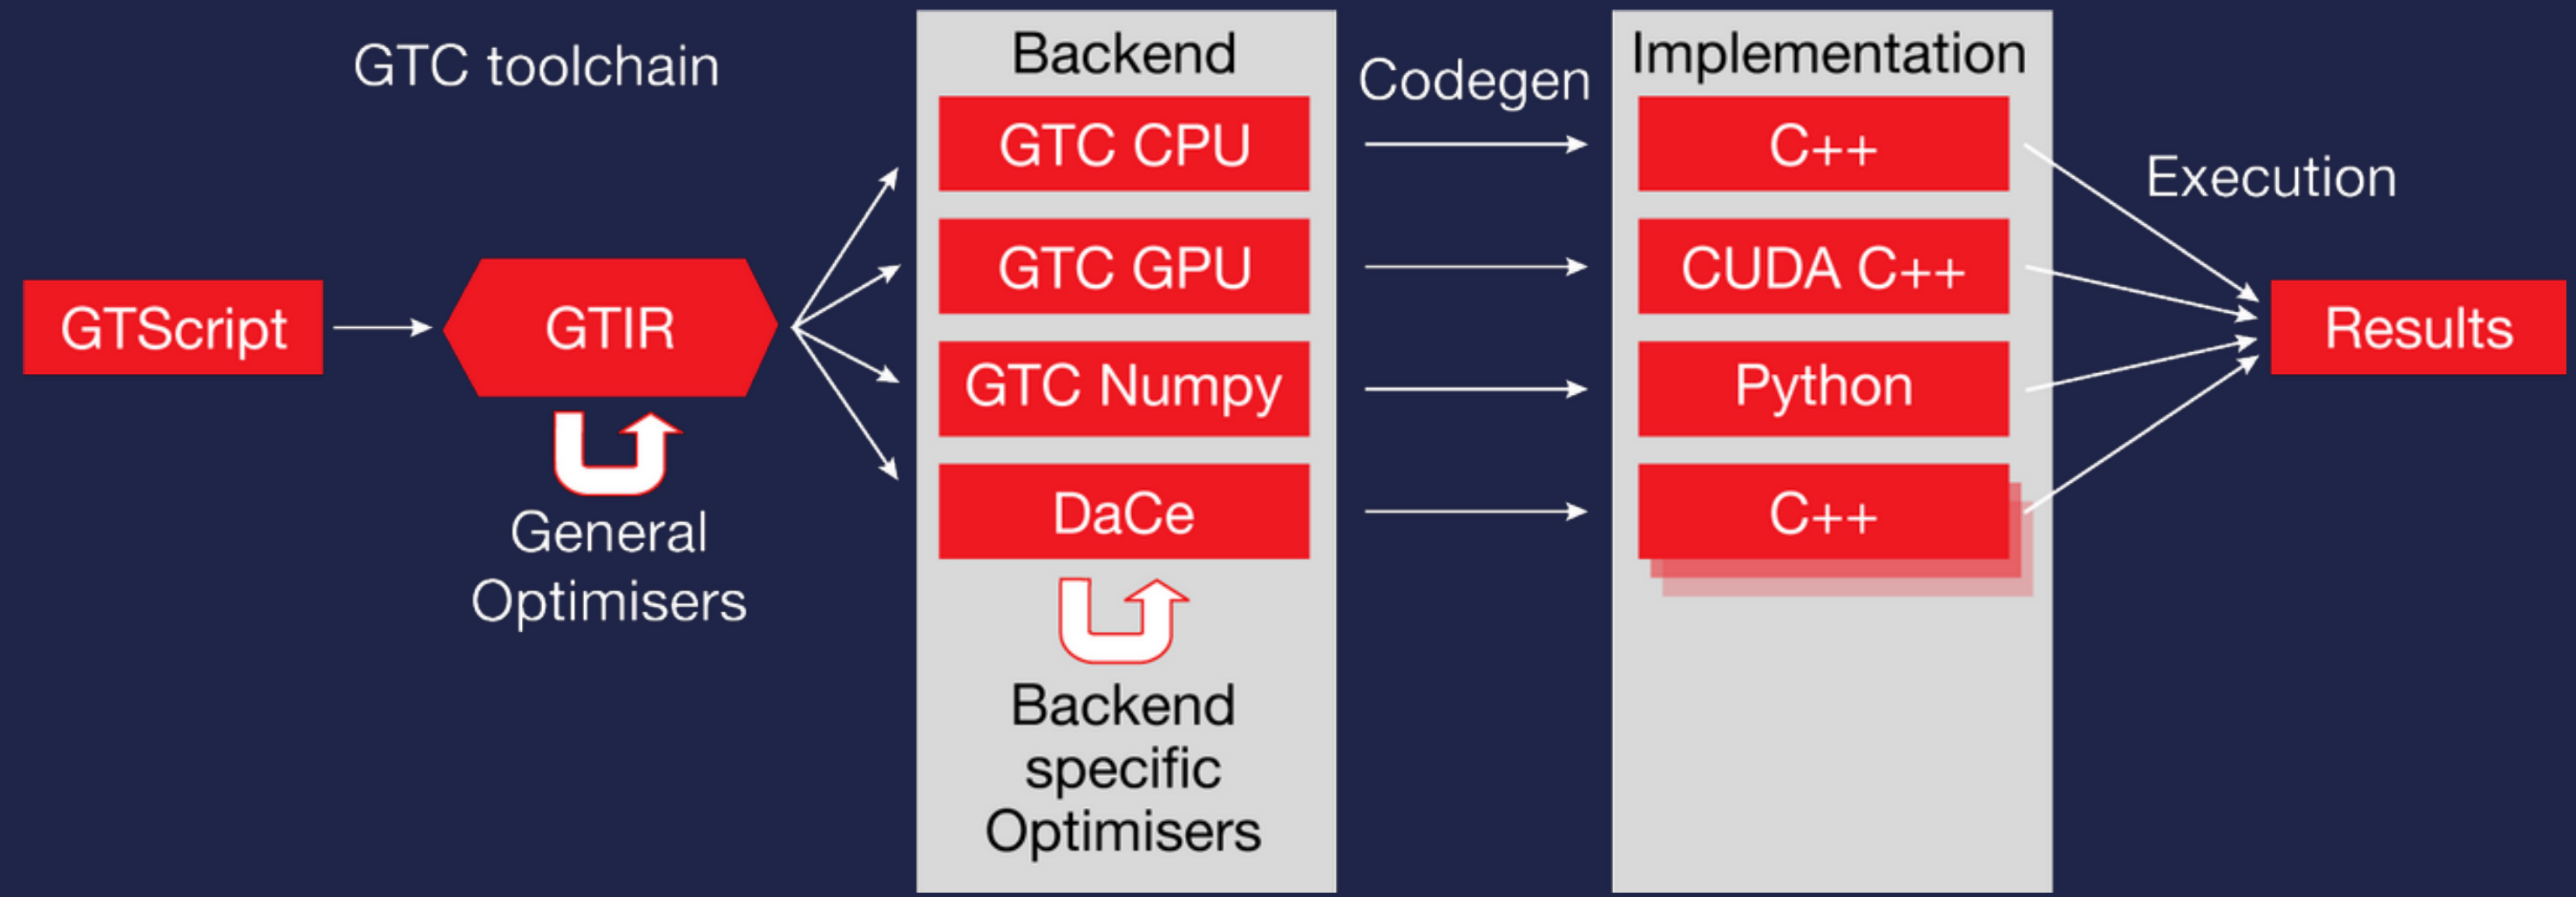 GTC toolchain
GTScript
GTIR
General
Optimisers
Backend
GTC CPU
GTC GPU
GTC Numpy
DaCe
Backend
specific
Optimisers
Codegen
Implementation
C++
CUDA C++
Python
C++
Execution
Results